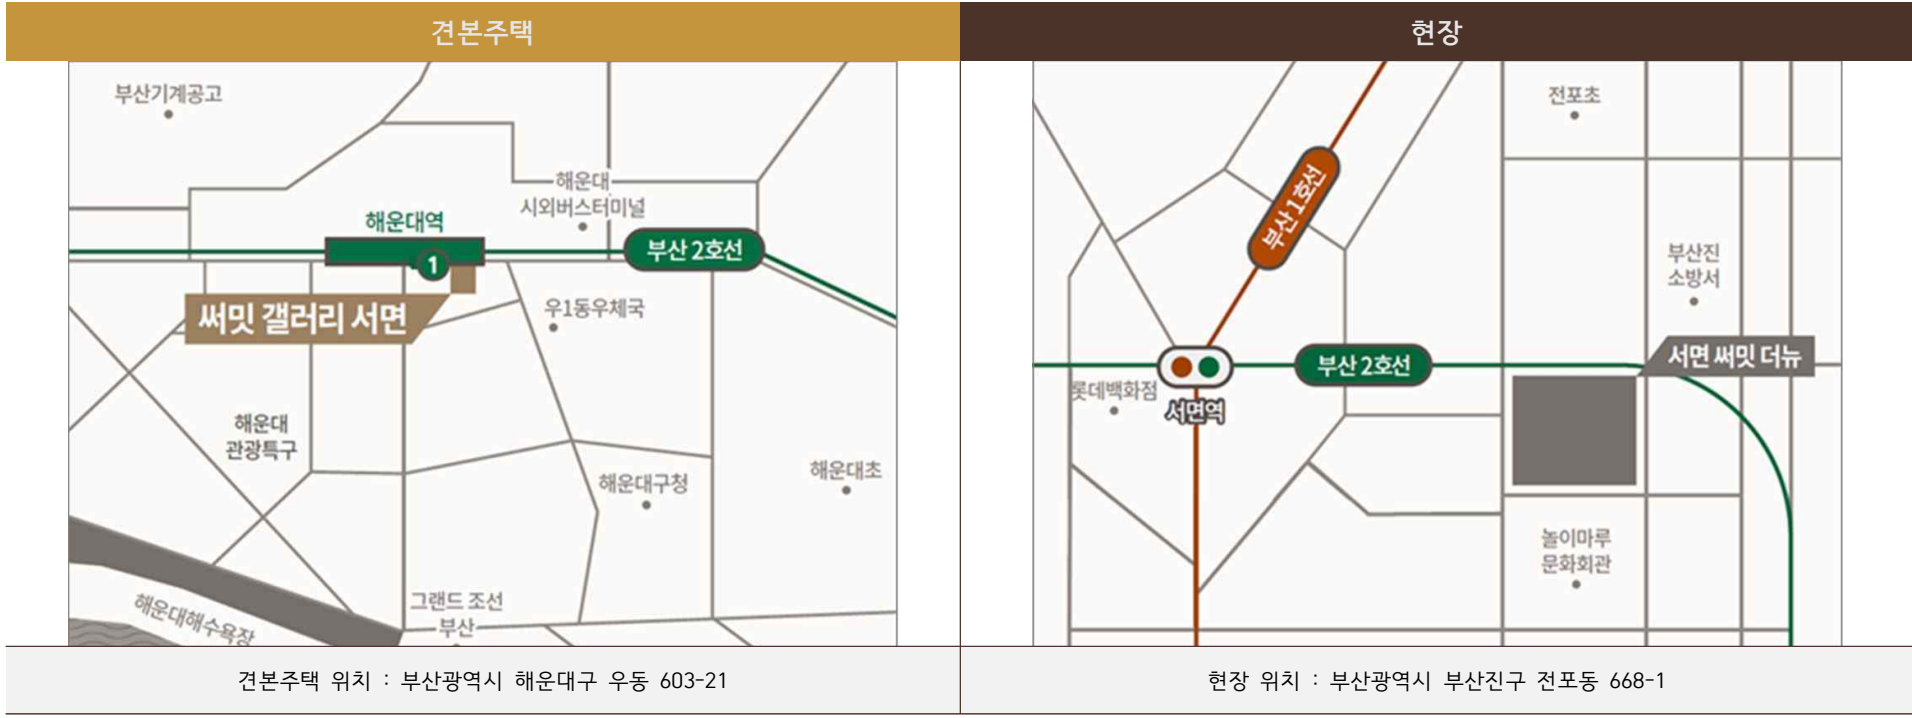 견본주택
현장
부산기계공고
해운대
시외버스터미널
해운대역
1
부산 2호선
써밋 갤러리 서면
우1동우체국
해운대
관광특구
해운대구청
해운대초
그랜드 조선
부산
해운대해수욕장
전포초
부산 1호선
부산진
소방서
서면 써밋 더뉴
부산 2호선
롯데백화점
서면역
놀이마루
문화회관
견본주택 위치 : 부산광역시 해운대구 우동 603-21
현장 위치 : 부산광역시 부산진구 전포동 668-1